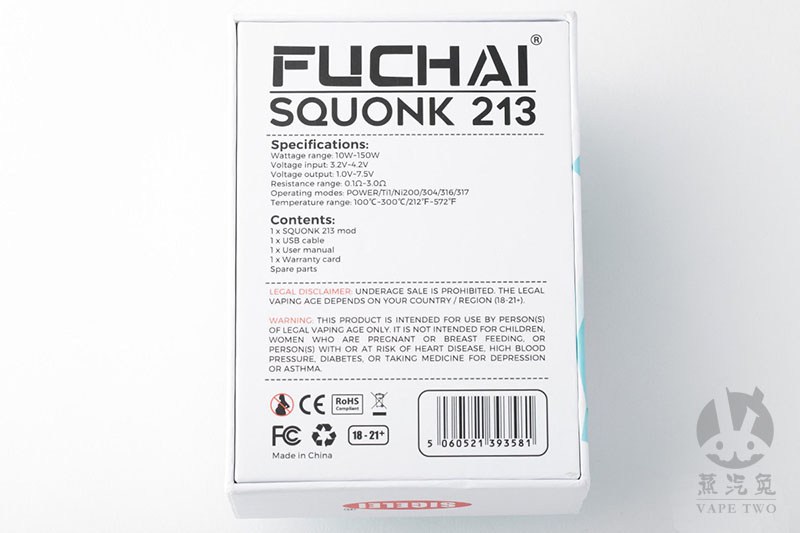 FUCHAI®
SQUONK 213
Specifications:
Wattage range: 10W~150W
Voltage input: 3.2V~4.2V
Voltage output: 1.0V~7.5V
Resistance range: 0.1Ω~3.0Ω
Operating modes: POWER/Ti1/Ni200/304/316/317
Temperature range: 100℃~300℃/212℉~572℉
Contents:
1 x SQUONK 213 mod
1 x USB cable
1 x User manual
1 x Warranty card
Spare parts
LEGAL DISCLAIMER: UNDERAGE SALE IS PROHIBITED. THE LEGAL
VAPING AGE DEPENDS ON YOUR COUNTRY / REGION (18-21+).
WARNING: THIS PRODUCT IS INTENDED FOR USE BY PERSON(S)
OF LEGAL VAPING AGE ONLY. IT IS NOT INTENDED FOR CHILDREN,
WOMEN WHO ARE PREGNANT OR BREAST FEEDING, OR
PERSON(S) WITH OR AT RISK OF HEART DISEASE, HIGH BLOOD
PRESSURE, DIABETES, OR TAKING MEDICINE FOR DEPRESSION
OR ASTHMA.
CE RoHS Compliant
FC 18 - 21+
5 060521 393581
Made in China
SIGELEI
蒸汽兔
VAPE TWO